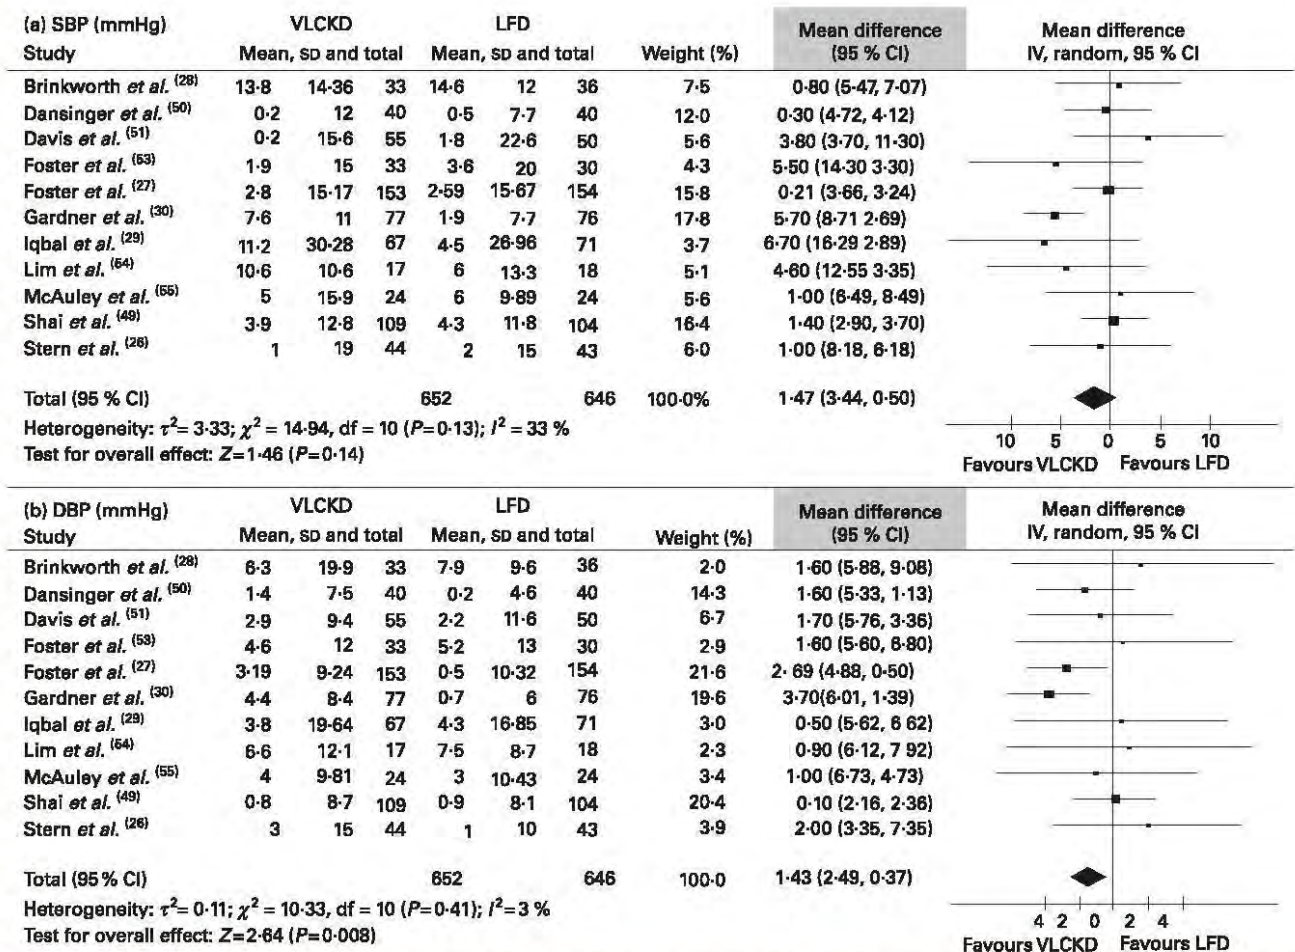 (a) SBP (mmHg) VLCKD LFD Mean difference Mean difference
Study Mean, SD and total Mean, SD and total Weight (%) (95 % CI) IV, random, 95 % CI
Brinkworth et al. (28) 13·8 14·36 33 14·6 12 36 7·5 0·80 (5·47, 7·07)
Dansinger et al. (50) 0·2 12 40 0·5 7·7 40 12·0 0·30 (4·72, 4·12)
Davis et al. (51) 0·2 15·6 55 1·8 22·6 50 5·6 3·80 (3·70, 11·30)
Foster et al. (53) 1·9 15 33 3·6 20 30 4·3 5·50 (14·30 3·30)
Foster et al. (27) 2·8 15·17 153 2·59 15·67 154 15·8 0·21 (3·66, 3·24)
Gardner et al. (30) 7·6 11 77 1·9 7·7 76 17·8 5·70 (8·71 2·69)
Iqbal et al. (29) 11·2 30·28 67 4·5 26·96 71 3·7 6·70 (16·29 2·89)
Lim et al. (54) 10·6 10·6 17 6 13·3 18 5·1 4·60 (12·55 3·35)
McAuley et al. (55) 5 15·9 24 6 9·89 24 5·6 1·00 (6·49, 8·49)
Shai et al. (49) 3·9 12·8 109 4·3 11·8 104 16·4 1·40 (2·90, 3·70)
Stern et al. (26) 1 19 44 2 15 43 6·0 1·00 (8·18, 6·18)
Total (95 % CI) 652 646 100·0% 1·47 (3·44, 0·50)
Heterogeneity: τ²= 3·33; χ² = 14·94, df = 10 (P=0·13); I² = 33 %
10 5 0 5 10
Test for overall effect: Z=1·46 (P=0·14)
Favours VLCKD Favours LFD
(b) DBP (mmHg) VLCKD LFD Mean difference Mean difference
Study Mean, SD and total Mean, SD and total Weight (%) (95 % CI) IV, random, 95 % CI
Brinkworth et al. (28) 6·3 19·9 33 7·9 9·6 36 2·0 1·60 (5·88, 9·08)
Dansinger et al. (50) 1·4 7·5 40 0·2 4·6 40 14·3 1·60 (5·33, 1·13)
Davis et al. (51) 2·9 9·4 55 2·2 11·6 50 6·7 1·70 (5·76, 3·36)
Foster et al. (53) 4·6 12 33 5·2 13 30 2·9 1·60 (5·60, 6·80)
Foster et al. (27) 3·19 9·24 153 0·5 10·32 154 21·6 2· 69 (4·88, 0·50)
Gardner et al. (30) 4·4 8·4 77 0·7 6 76 19·6 3·70(6·01, 1·39)
Iqbal et al. (29) 3·8 19·64 67 4·3 16·85 71 3·0 0·50 (5·62, 6 62)
Lim et al. (54) 6·6 12·1 17 7·5 8·7 18 2·3 0·90 (6·12, 7 92)
McAuley et al. (55) 4 9·81 24 3 10·43 24 3·4 1·00 (6·73, 4·73)
Shai et al. (49) 0·8 8·7 109 0·9 8·1 104 20·4 0·10 (2·16, 2·36)
Stern et al. (26) 3 15 44 1 10 43 3·9 2·00 (3·35, 7·35)
Total (95 % CI) 652 646 100·0 1·43 (2·49, 0·37)
Heterogeneity: τ²= 0·11; χ² = 10·33, df = 10 (P=0·41); I²=3 %
4 2 0 2 4
Test for overall effect: Z=2·64 (P=0·008)
Favours VLCKD Favours LFD